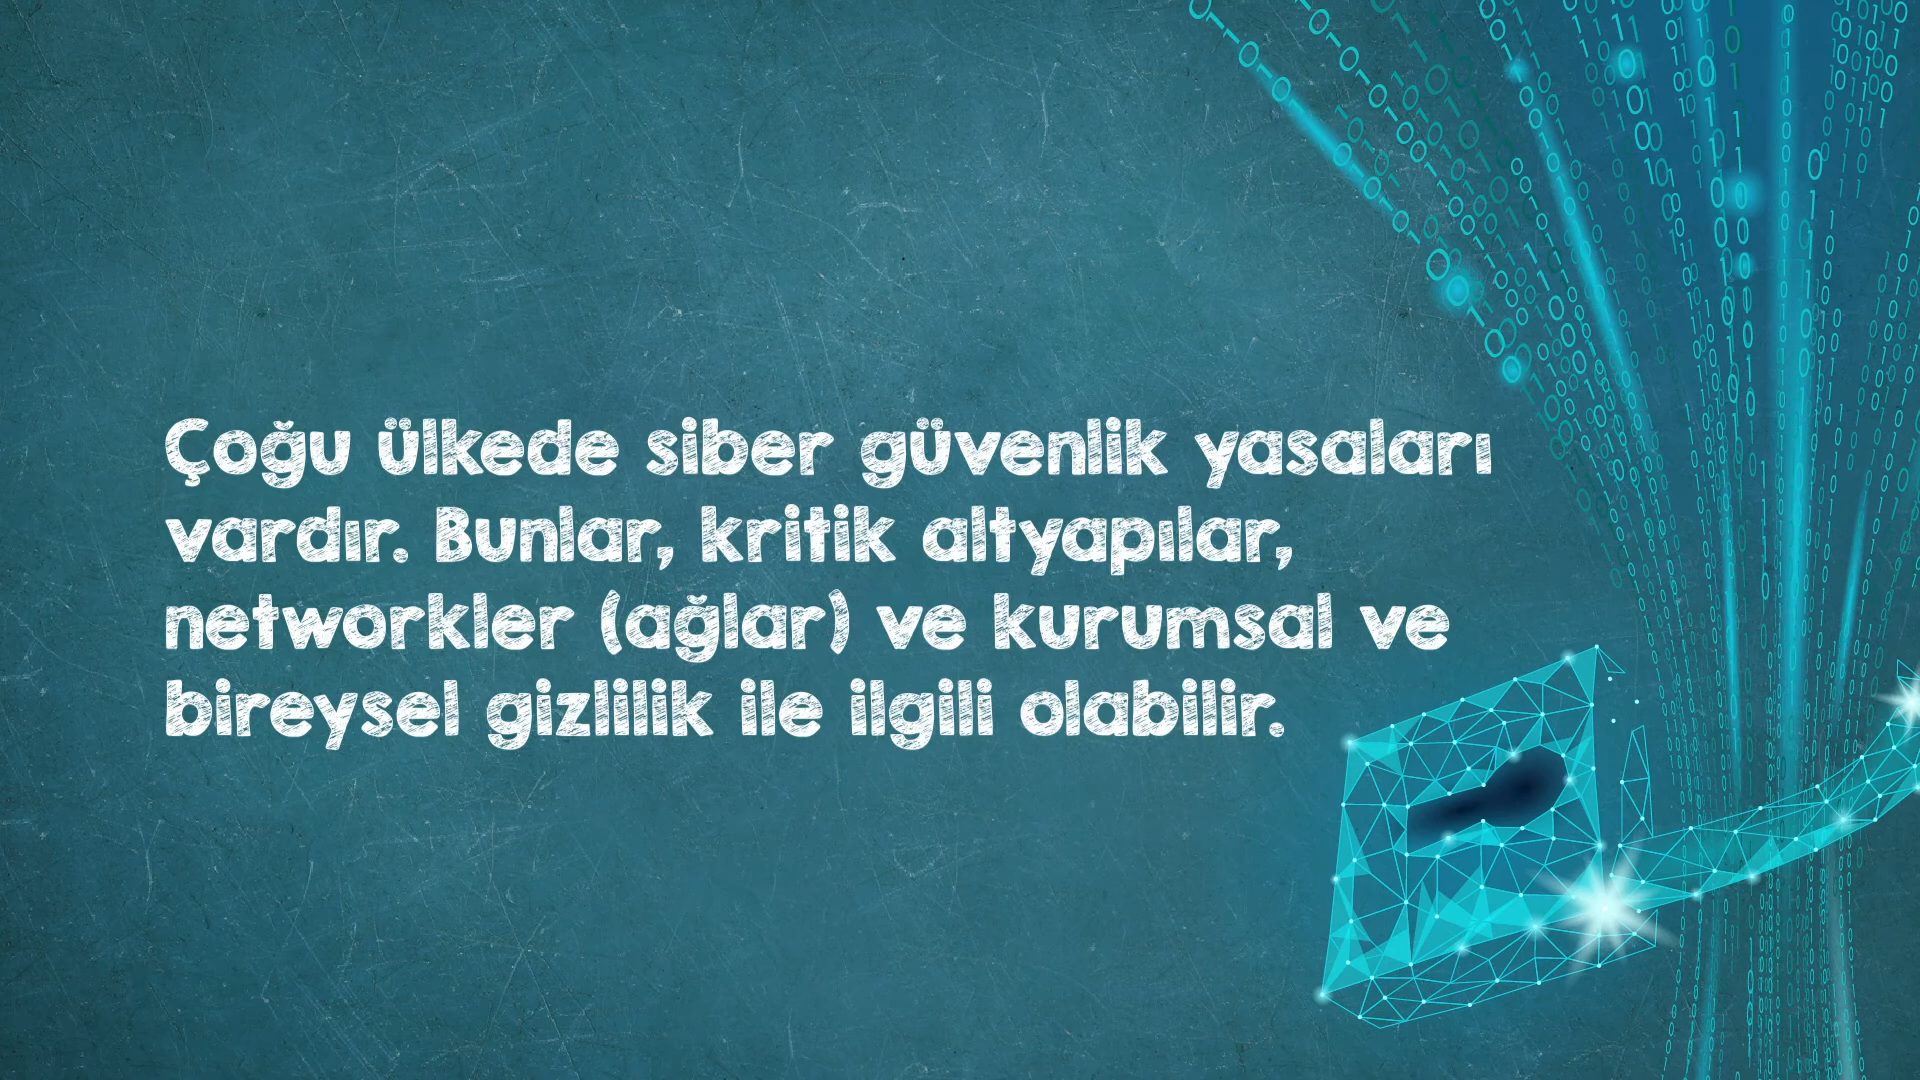 Çoğu ülkede siber güvenlik yasaları
vardır. Bunlar, kritik altyapılar,
networkler (ağlar) ve kurumsal ve
bireysel gizlilik ile ilgili olabilir.